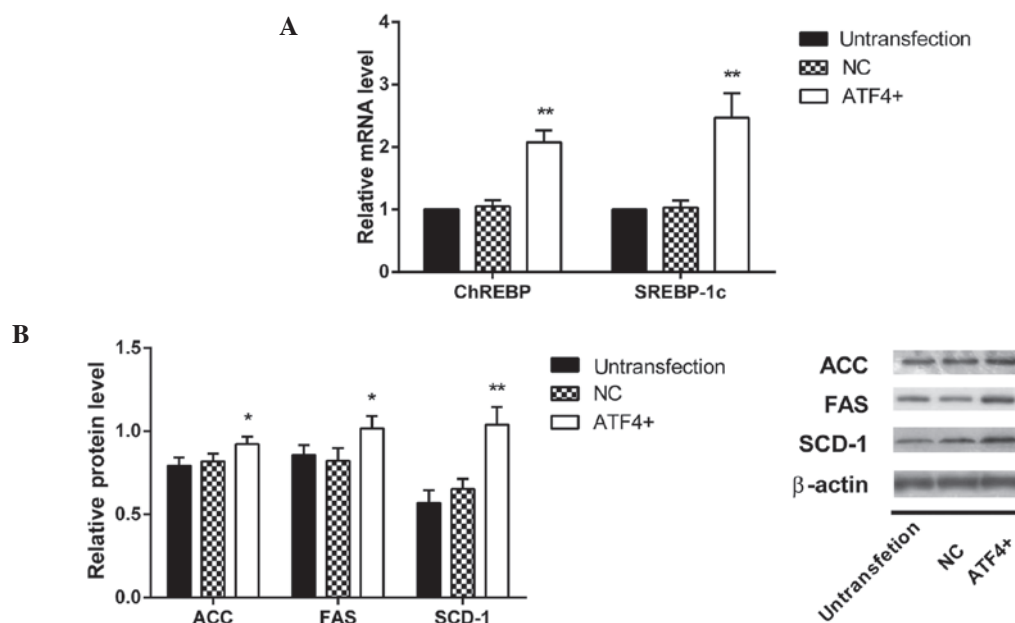 A
Relative mRNA level
4
3
2
1
0
**
**
ChREBP
SREBP-1c
Untransfection
NC
ATF4+
B
Relative protein level
1.5
1.0
0.5
0.0
*
*
**
ACC
FAS
SCD-1
Untransfection
NC
ATF4+
ACC
FAS
SCD-1
β-actin
Untransfetion
NC
ATF4+